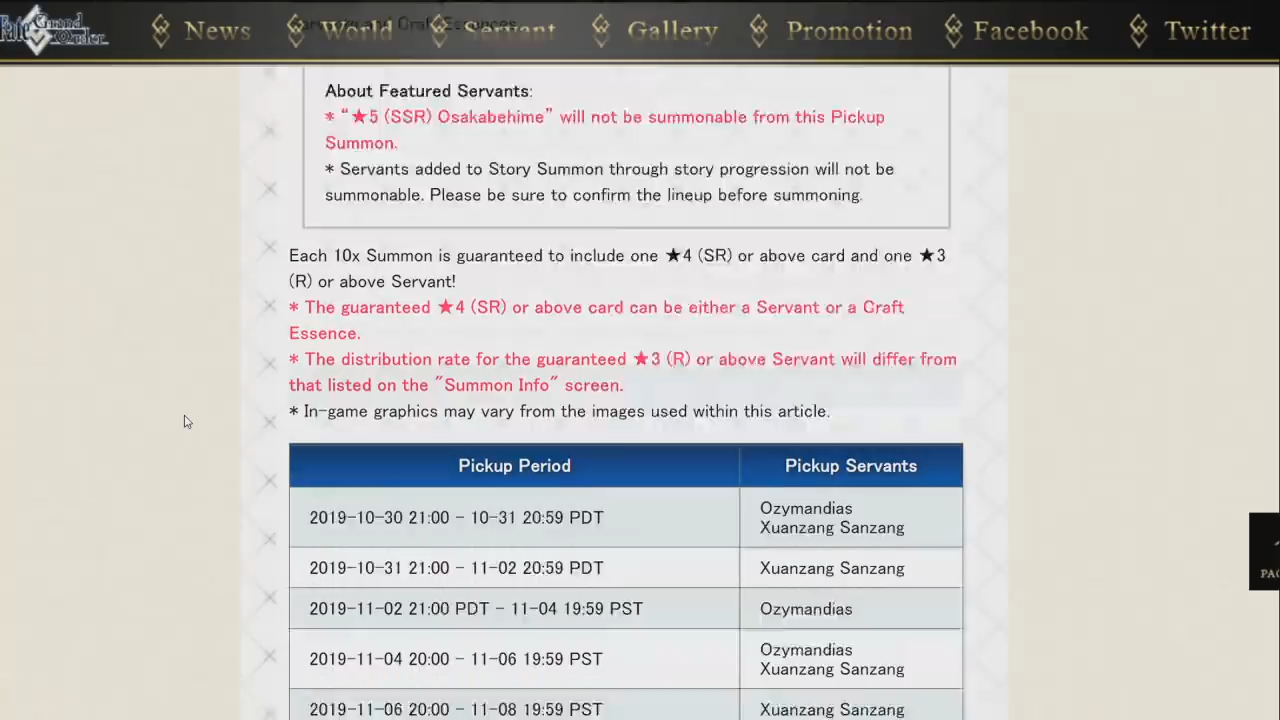 Fate Grand Order
News
World
Servant
Gallery
Promotion
Facebook
Twitter
and Craft Essences
About Featured Servants:
* “★5 (SSR) Osakabehime” will not be summonable from this Pickup
Summon.
* Servants added to Story Summon through story progression will not be
summonable. Please be sure to confirm the lineup before summoning.
Each 10x Summon is guaranteed to include one ★4 (SR) or above card and one ★3
(R) or above Servant!
* The guaranteed ★4 (SR) or above card can be either a Servant or a Craft
Essence.
* The distribution rate for the guaranteed ★3 (R) or above Servant will differ from
that listed on the "Summon Info" screen.
* In-game graphics may vary from the images used within this article.
Pickup Period
Pickup Servants
2019-10-30 21:00 - 10-31 20:59 PDT
Ozymandias
Xuanzang Sanzang
2019-10-31 21:00 - 11-02 20:59 PDT
Xuanzang Sanzang
2019-11-02 21:00 PDT - 11-04 19:59 PST
Ozymandias
2019-11-04 20:00 - 11-06 19:59 PST
Ozymandias
Xuanzang Sanzang
2019-11-06 20:00 - 11-08 19:59 PST
Xuanzang Sanzang